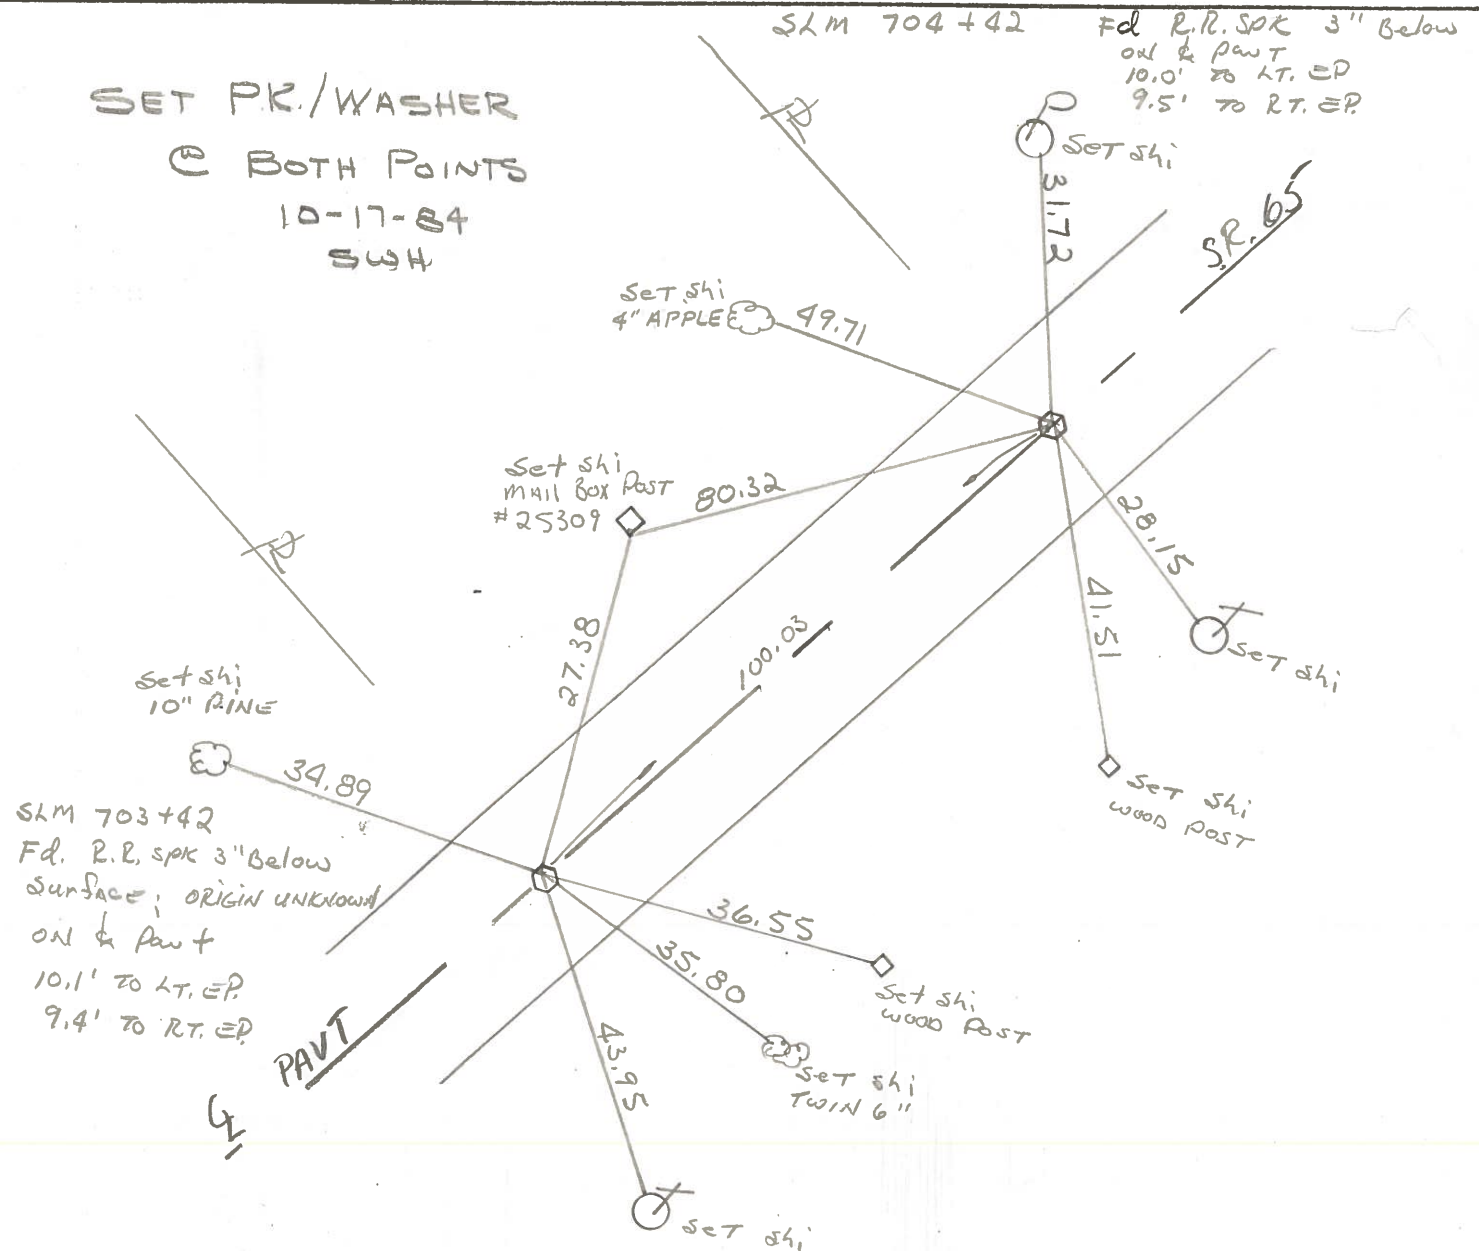 SLM 704+42
Fd R.R. SPK 3" Below
ON ℄ PavT
10.0' TO LT. EP
9.5' TO RT. EP.
SET P.K./WASHER
@ BOTH POINTS
10-17-84
SWH
SET Shi
31.72
S.R. 65
SeT Shi
4" APPLE
49.71
Set Shi
MAIL Box POST
#25309
80.32
28.15
41.51
SeT Shi
27.38
100.03
Set Shi
10" PINE
34.89
SeT Shi
WOOD POST
SLM 703+42
Fd. R.R. SPK 3" Below
SurfAce; ORIGIN UNKNOWN
ON ℄ Pavt
10.1' TO LT. EP.
9.4' TO RT. EP.
36.55
35.80
43.95
Set Shi
WOOD POST
SeT Shi
TWIN 6"
PAVT
℄
SeT Shi